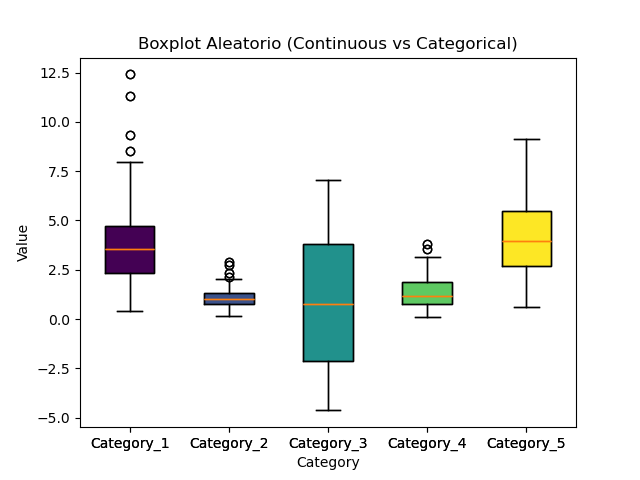 Boxplot Aleatorio (Continuous vs Categorical)
12.5
10.0
7.5
5.0
2.5
0.0
−2.5
−5.0
Value
Category_1 Category_2 Category_3 Category_4 Category_5
Category